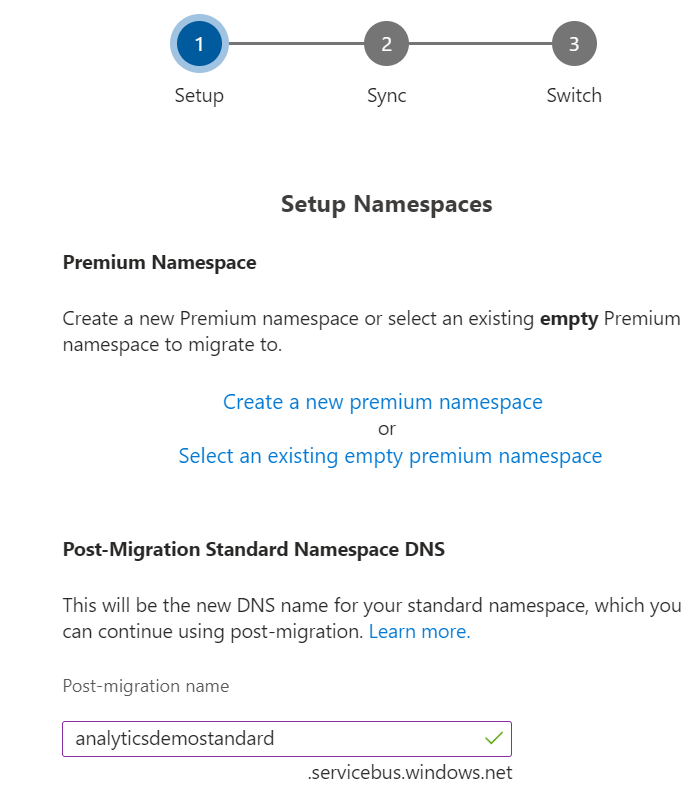 1
2
3
Setup
Sync
Switch
Setup Namespaces
Premium Namespace
Create a new Premium namespace or select an existing empty Premium
namespace to migrate to.
Create a new premium namespace
or
Select an existing empty premium namespace
Post-Migration Standard Namespace DNS
This will be the new DNS name for your standard namespace, which you
can continue using post-migration. Learn more.
Post-migration name
analyticsdemostandard
.servicebus.windows.net